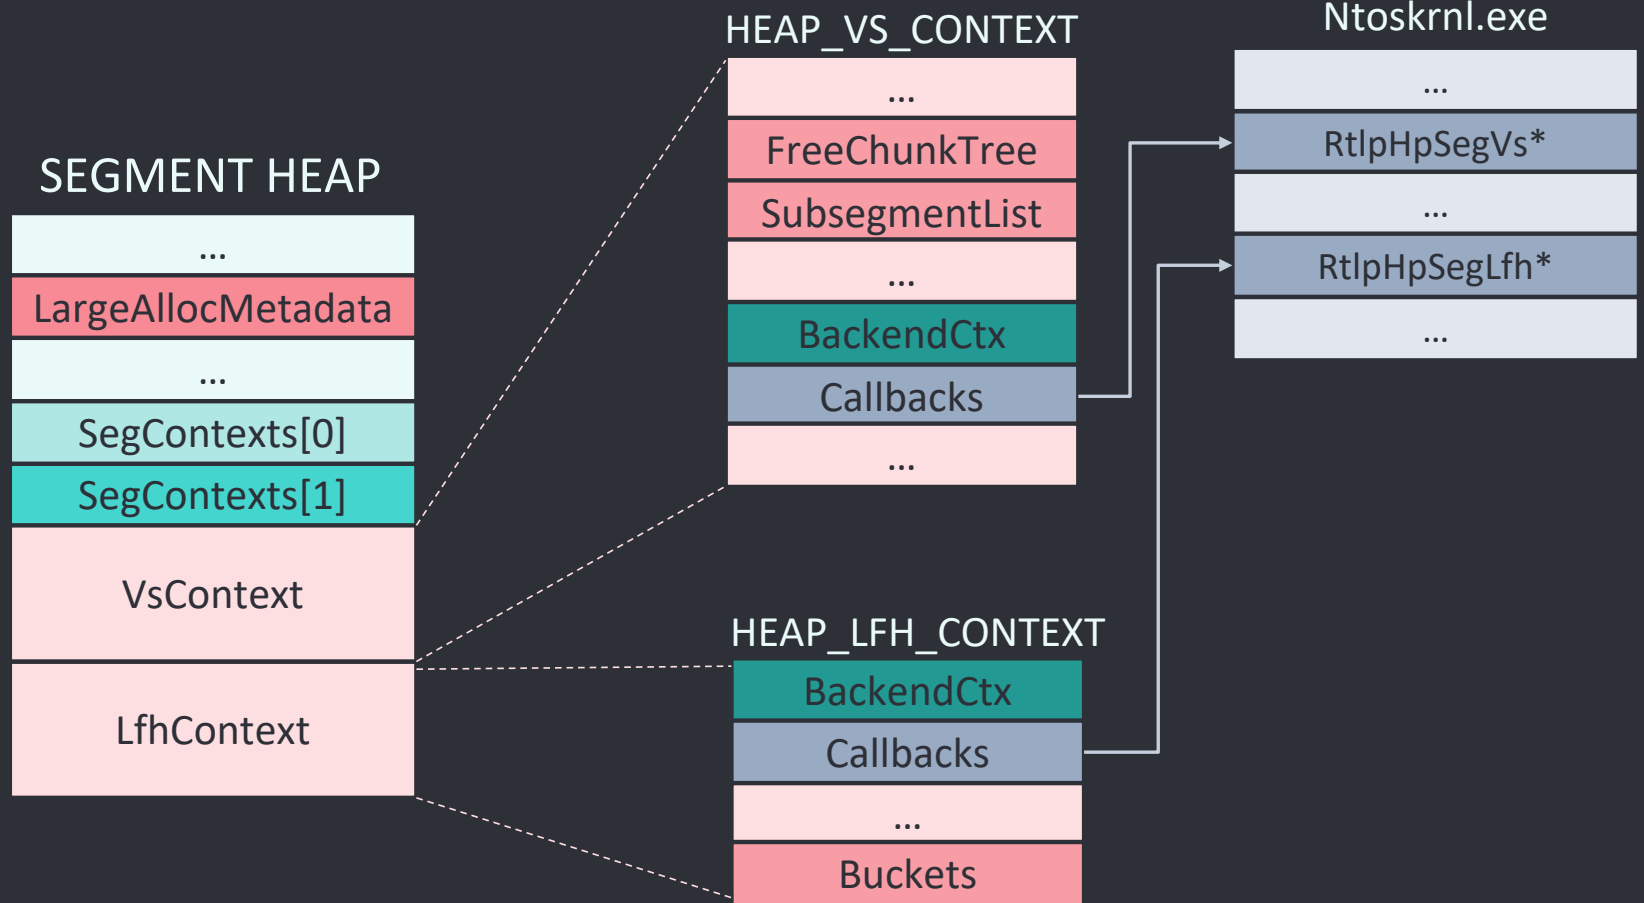 SEGMENT HEAP
...
LargeAllocMetadata
...
SegContexts[0]
SegContexts[1]
VsContext
LfhContext
HEAP_VS_CONTEXT
...
FreeChunkTree
SubsegmentList
...
BackendCtx
Callbacks
...
HEAP_LFH_CONTEXT
BackendCtx
Callbacks
...
Buckets
Ntoskrnl.exe
...
RtlpHpSegVs*
...
RtlpHpSegLfh*
...